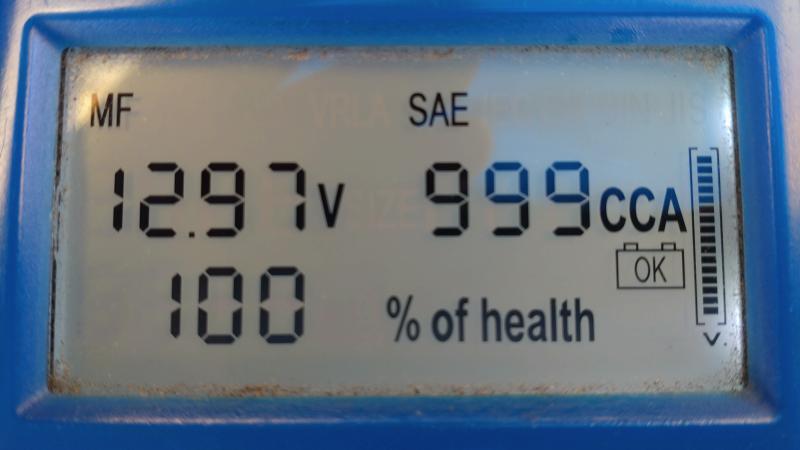 MF SAE
12.97V 999CCA
OK
100 % of health